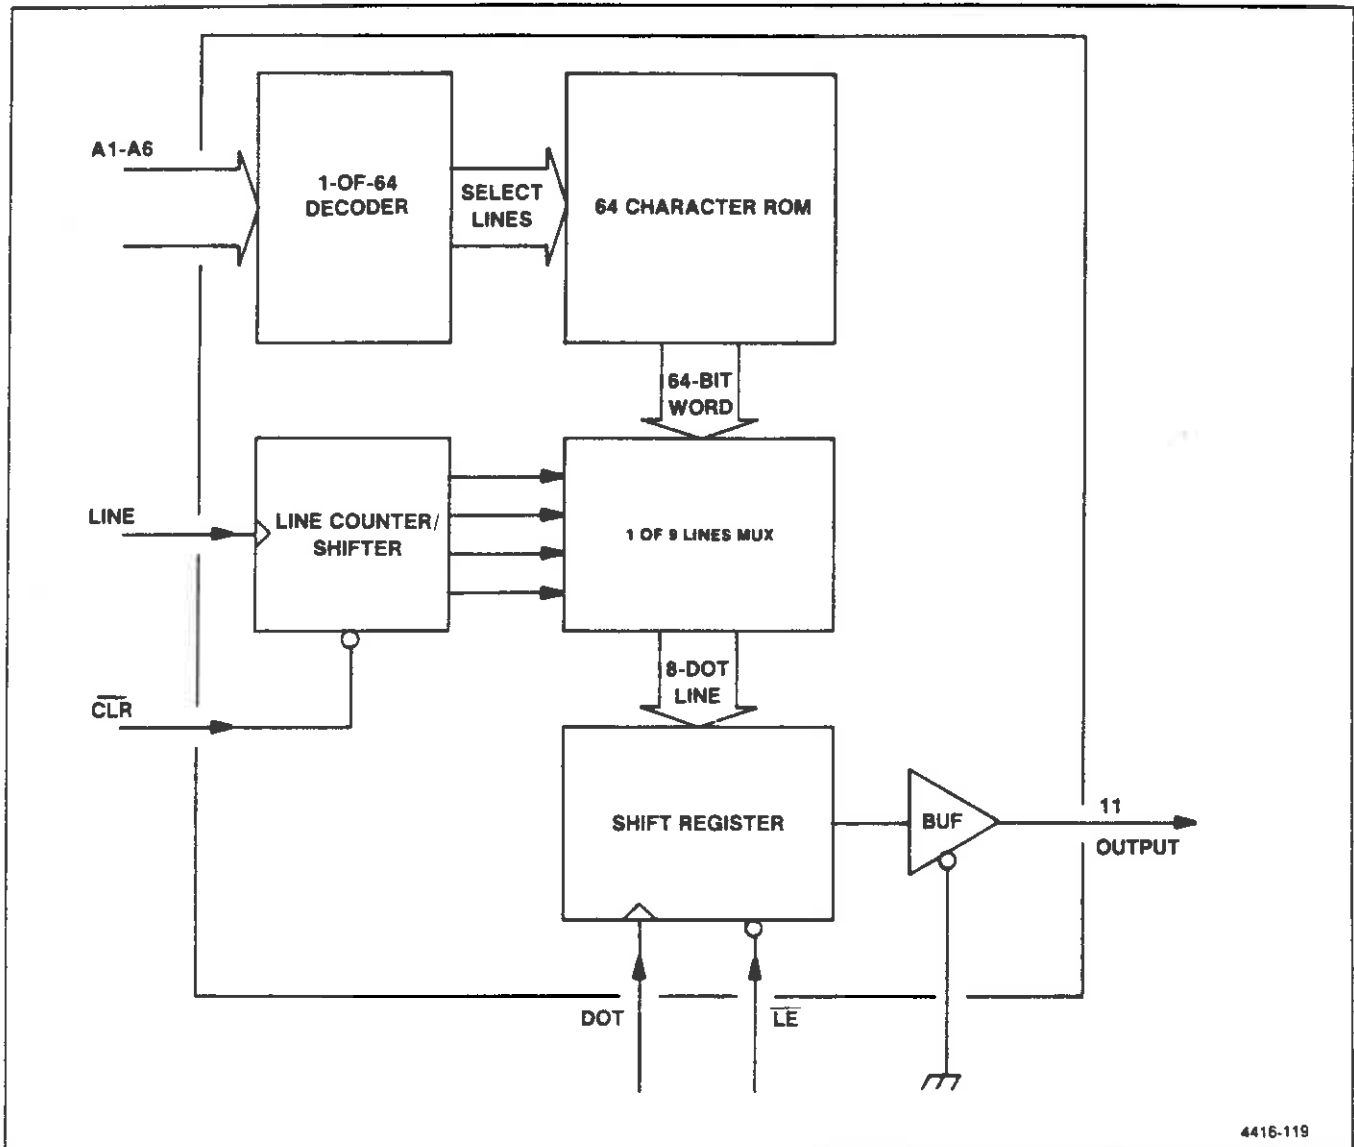 A1-A6
1-OF-64
DECODER
SELECT
LINES
64 CHARACTER ROM
64-BIT
WORD
LINE
LINE COUNTER/
SHIFTER
1 OF 9 LINES MUX
CLR
8-DOT
LINE
SHIFT REGISTER
BUF
11
OUTPUT
DOT
LE
4416-119